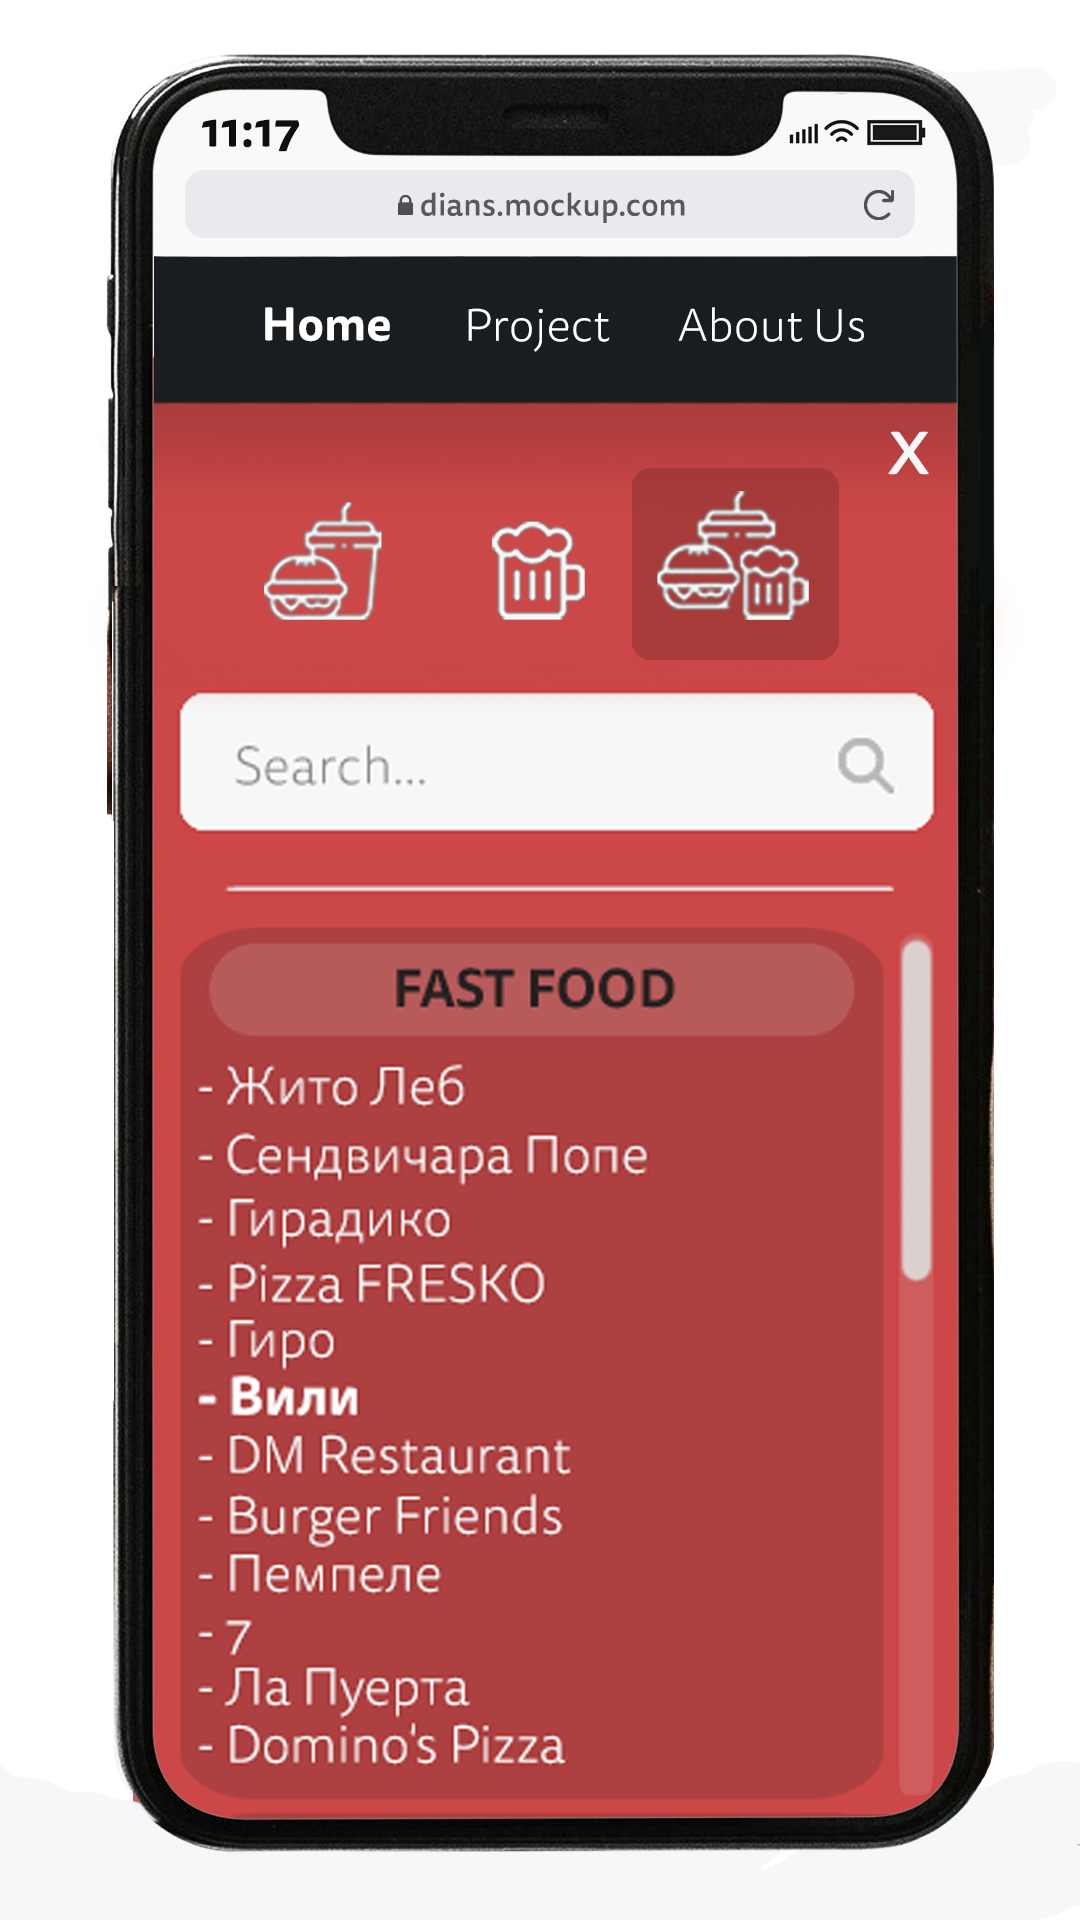 11:17
dians.mockup.com
Home Project About Us
X
Search...
FAST FOOD
- Жито Леб
- Сендвичара Попе
- Гирадико
- Pizza FRESKO
- Гиро
- Вили
- DM Restaurant
- Burger Friends
- Пемпеле
- 7
- Ла Пуерта
- Domino's Pizza